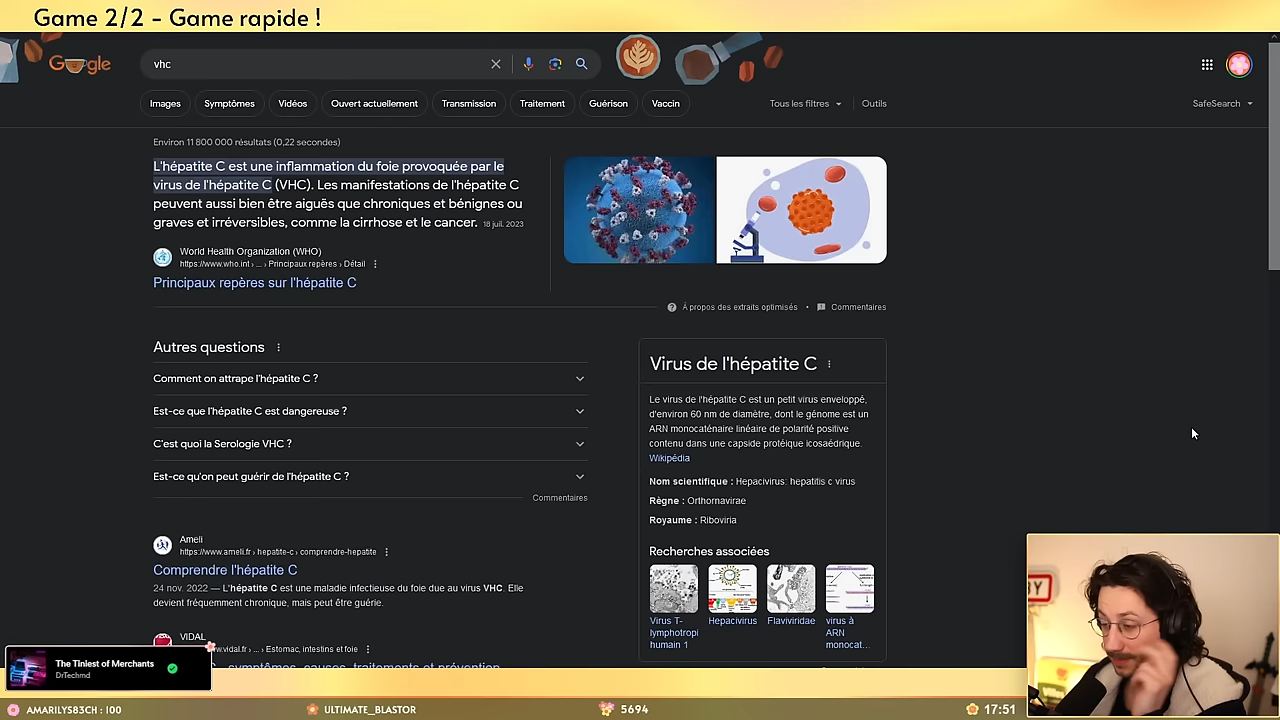 Game 2/2 - Game rapide !
Google
vhc
Images
Symptômes
Vidéos
Ouvert actuellement
Transmission
Traitement
Guérison
Vaccin
Tous les filtres
Outils
SafeSearch
Environ 11 800 000 résultats (0,22 secondes)
L'hépatite C est une inflammation du foie provoquée par le
virus de l'hépatite C (VHC). Les manifestations de l'hépatite C
peuvent aussi bien être aiguës que chroniques et bénignes ou
graves et irréversibles, comme la cirrhose et le cancer. 18 juil. 2023
World Health Organization (WHO)
https://www.who.int › ... › Principaux repères › Détail
Principaux repères sur l'hépatite C
À propos des extraits optimisés • Commentaires
Autres questions
Comment on attrape l'hépatite C ?
Est-ce que l'hépatite C est dangereuse ?
C'est quoi la Serologie VHC ?
Est-ce qu'on peut guérir de l'hépatite C ?
Commentaires
Virus de l'hépatite C
Le virus de l'hépatite C est un petit virus enveloppé,
d'environ 60 nm de diamètre, dont le génome est un
ARN monocaténaire linéaire de polarité positive
contenu dans une capside protéique icosaédrique.
Wikipédia
Nom scientifique : Hepacivirus: hepatitis c virus
Règne : Orthornavirae
Royaume : Riboviria
Recherches associées
Virus T-
lymphotropi
humain 1
Hepacivirus
Flaviviridae
virus à
ARN
monocat...
Ameli
https://www.ameli.fr › hepatite-c › comprendre-hepatite
Comprendre l'hépatite C
24 nov. 2022 — L'hépatite C est une maladie infectieuse du foie due au virus VHC. Elle
devient fréquemment chronique, mais peut être guérie.
VIDAL
vidal.fr › ... › Estomac, intestins et foie
symptômes, causes, traitements et prévention
The Tiniest of Merchants
DrTechmd
AMARILYS83CH : 100
ULTIMATE_BLASTOR
5694
17:51